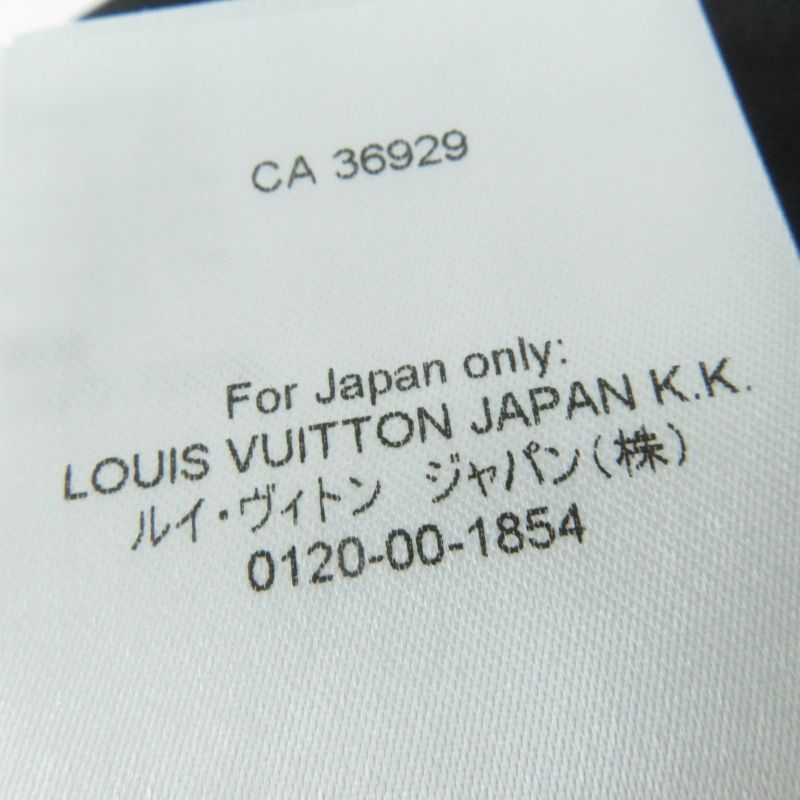 CA 36929
For Japan only:
LOUIS VUITTON JAPAN K.K.
ルイ・ヴィトン　ジャパン(株)
0120-00-1854